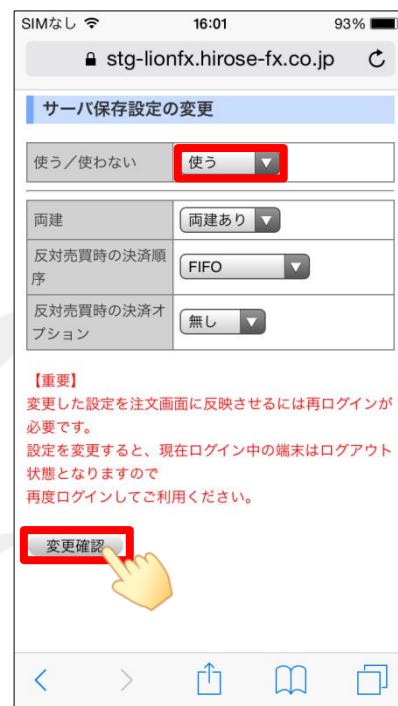 SIMなし 16:01 93%
stg-lionfx.hirose-fx.co.jp
サーバ保存設定の変更
使う／使わない 使う
両建 両建あり
反対売買時の決済順
序 FIFO
反対売買時の決済オ
プション 無し
【重要】
変更した設定を注文画面に反映させるには再ログインが
必要です。
設定を変更すると、現在ログイン中の端末はログアウト
状態となりますので
再度ログインしてご利用ください。
変更確認